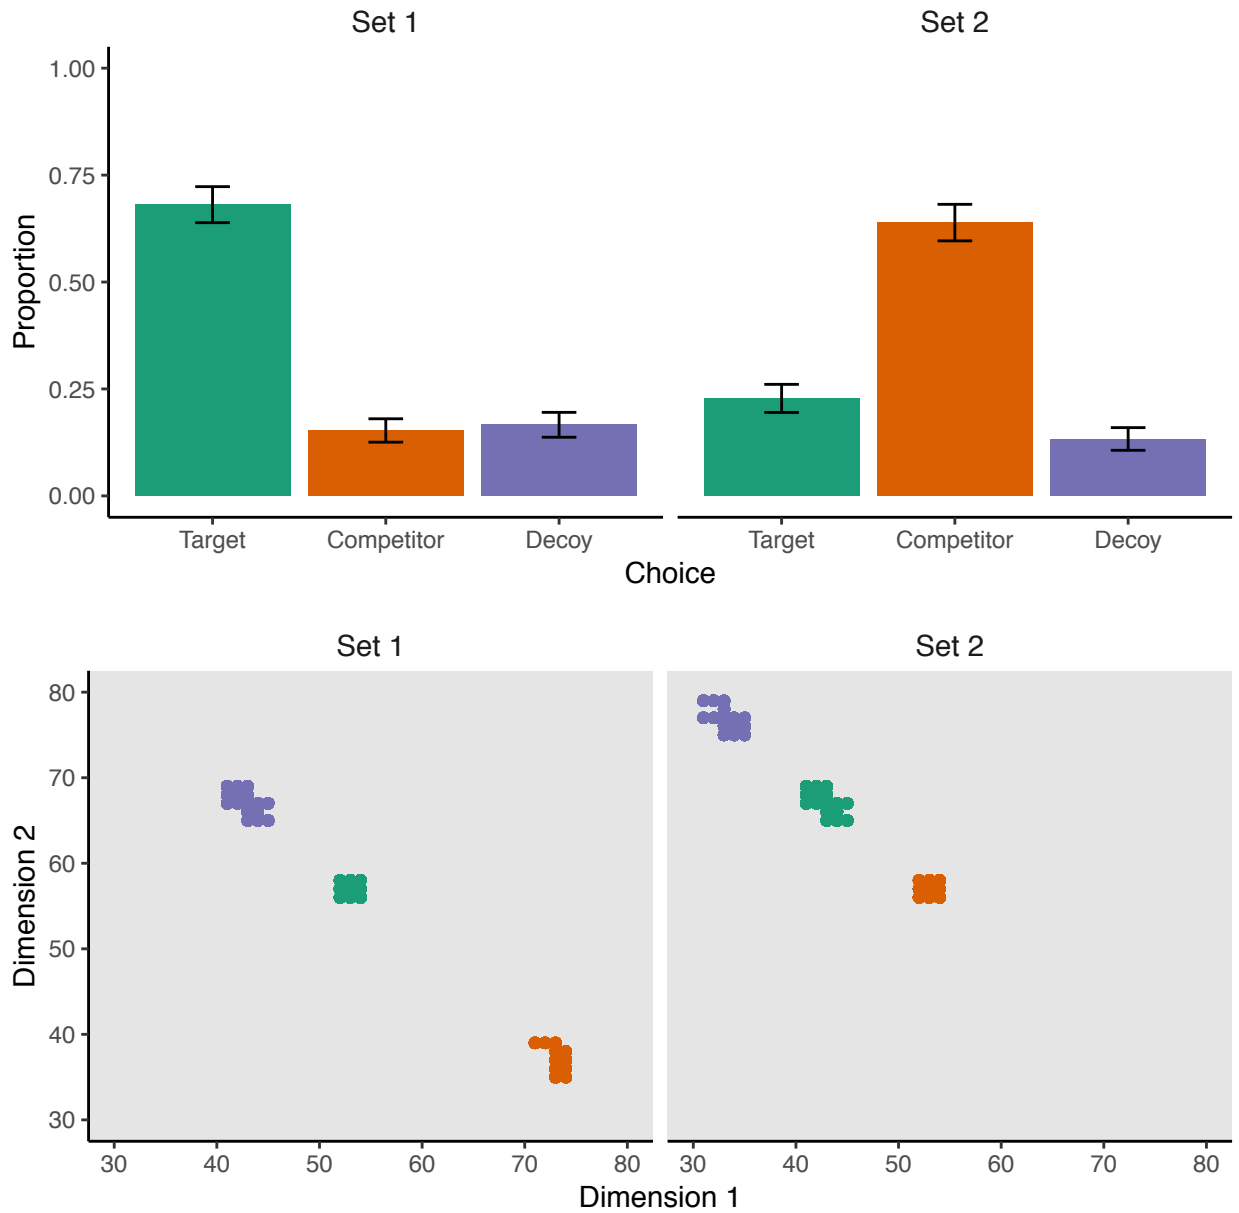 Set 1 Set 2
1.00
0.75
0.50
0.25
0.00
Proportion
Target Competitor Decoy Target Competitor Decoy
Choice
Set 1 Set 2
80
70
60
50
40
30
Dimension 2
30 40 50 60 70 80 30 40 50 60 70 80
Dimension 1